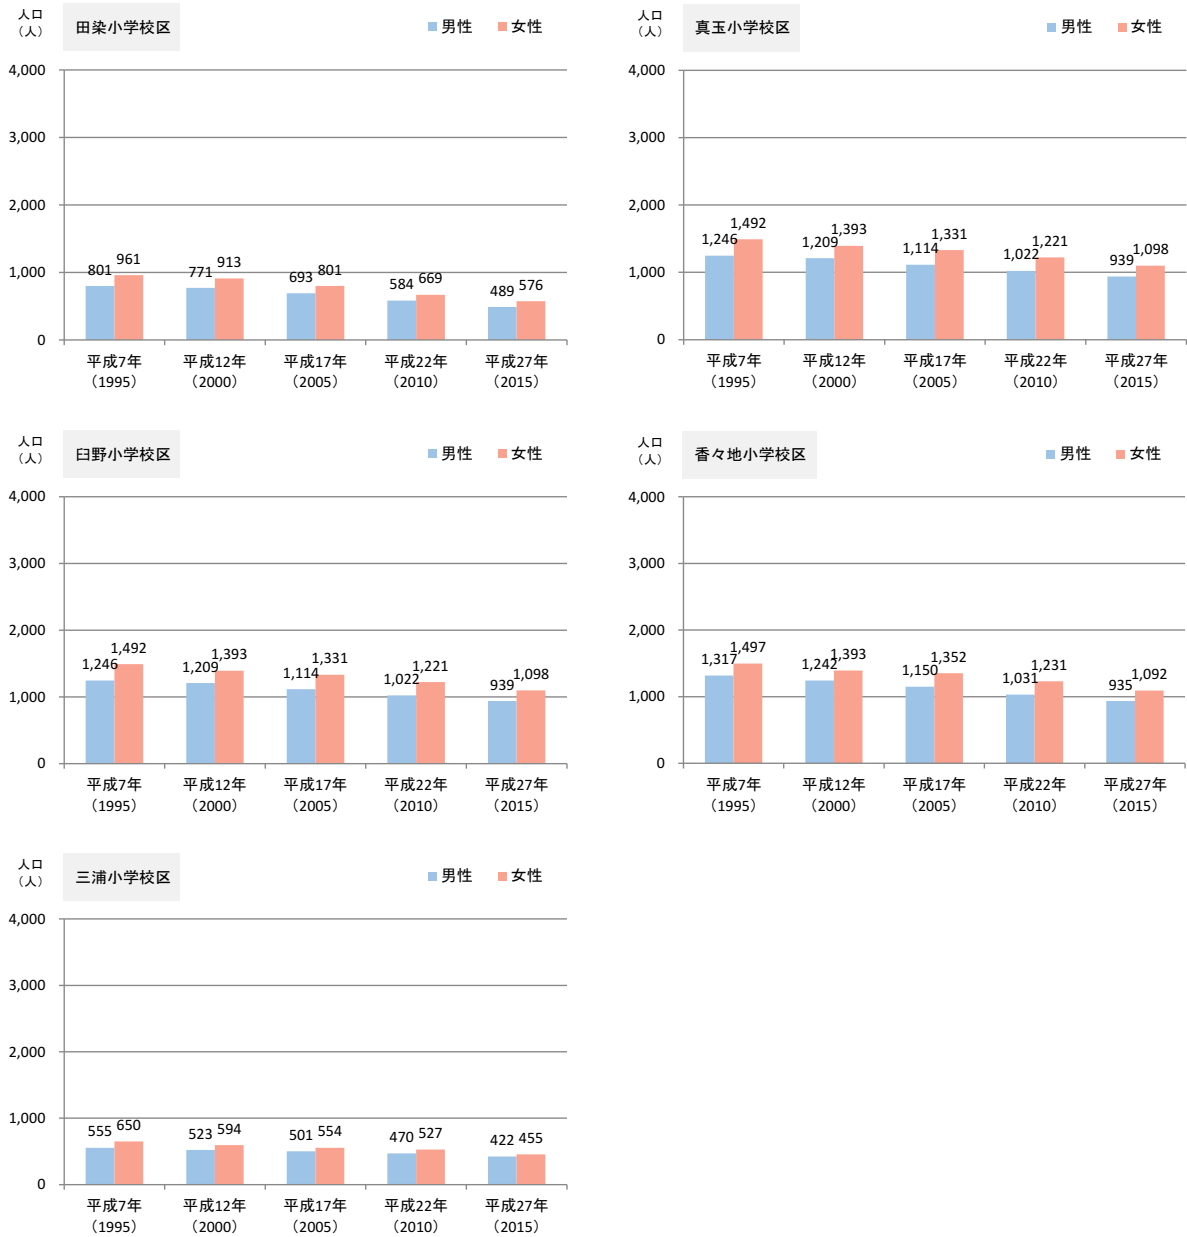 人口
（人）
田染小学校区
男性 女性
4,000
3,000
2,000
1,000
0
801 961 771 913 693 801 584 669 489 576
平成7年 平成12年 平成17年 平成22年 平成27年
（1995） （2000） （2005） （2010） （2015）
人口
（人）
真玉小学校区
男性 女性
4,000
3,000
2,000
1,000
0
1,246 1,492 1,209 1,393 1,114 1,331 1,022 1,221 939 1,098
平成7年 平成12年 平成17年 平成22年 平成27年
（1995） （2000） （2005） （2010） （2015）
人口
（人）
臼野小学校区
男性 女性
4,000
3,000
2,000
1,000
0
1,246 1,492 1,209 1,393 1,114 1,331 1,022 1,221 939 1,098
平成7年 平成12年 平成17年 平成22年 平成27年
（1995） （2000） （2005） （2010） （2015）
人口
（人）
香々地小学校区
男性 女性
4,000
3,000
2,000
1,000
0
1,317 1,497 1,242 1,393 1,150 1,352 1,031 1,231 935 1,092
平成7年 平成12年 平成17年 平成22年 平成27年
（1995） （2000） （2005） （2010） （2015）
人口
（人）
三浦小学校区
男性 女性
4,000
3,000
2,000
1,000
0
555 650 523 594 501 554 470 527 422 455
平成7年 平成12年 平成17年 平成22年 平成27年
（1995） （2000） （2005） （2010） （2015）